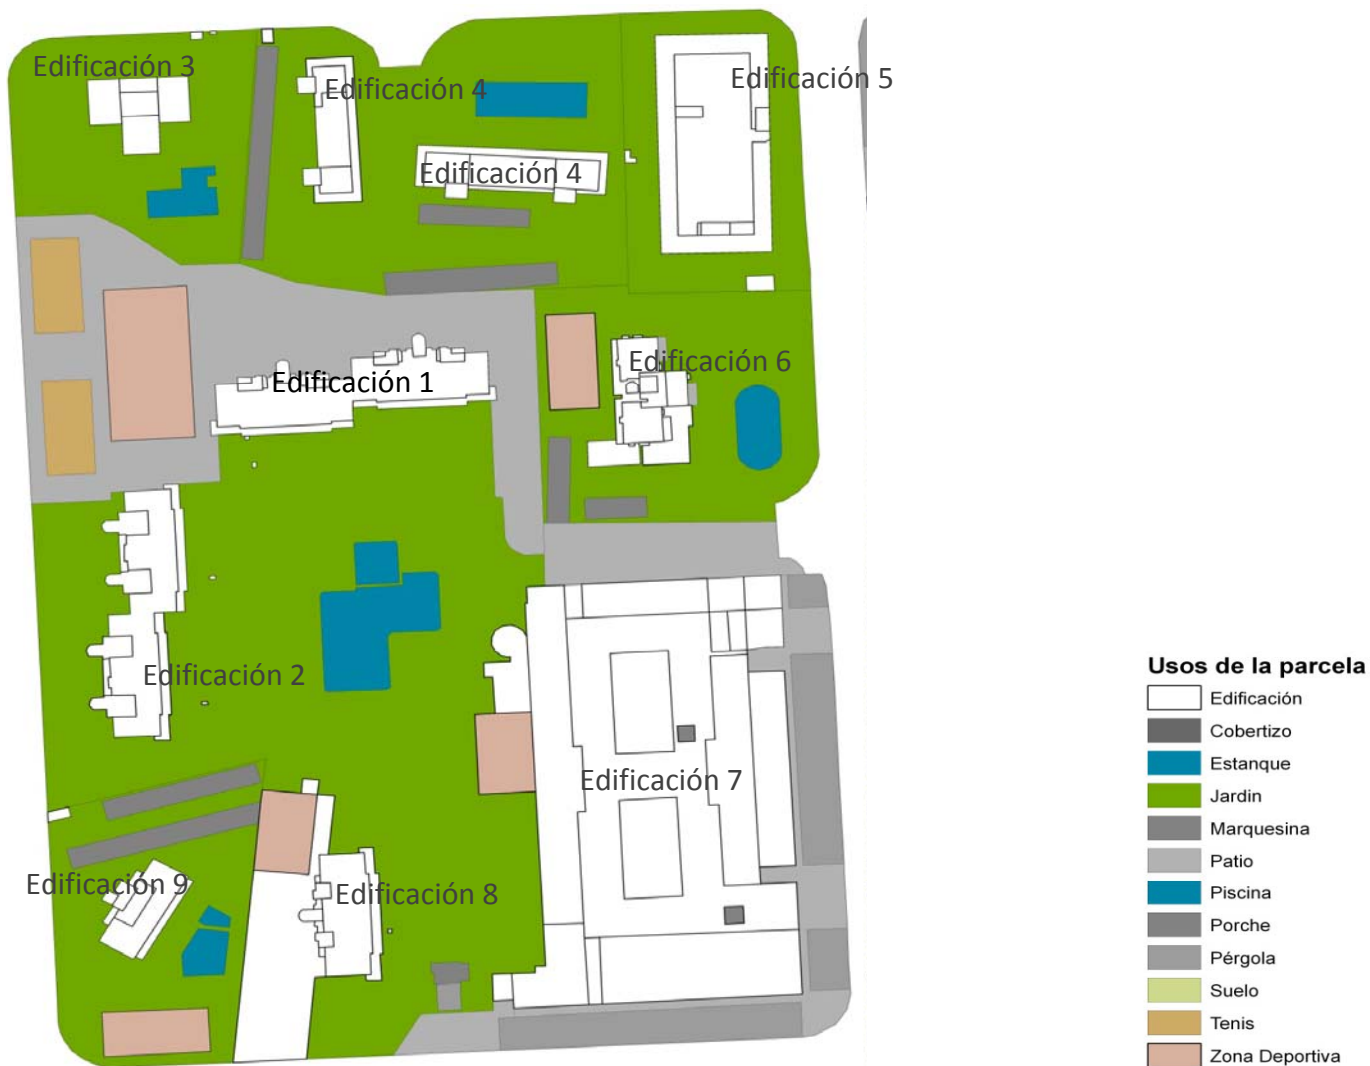 Edificación 3
Edificación 4
Edificación 5
Edificación 4
Edificación 6
Edificación 1
Edificación 2
Edificación 7
Edificación 9
Edificación 8
Usos de la parcela
Edificación
Cobertizo
Estanque
Jardin
Marquesina
Patio
Piscina
Porche
Pérgola
Suelo
Tenis
Zona Deportiva